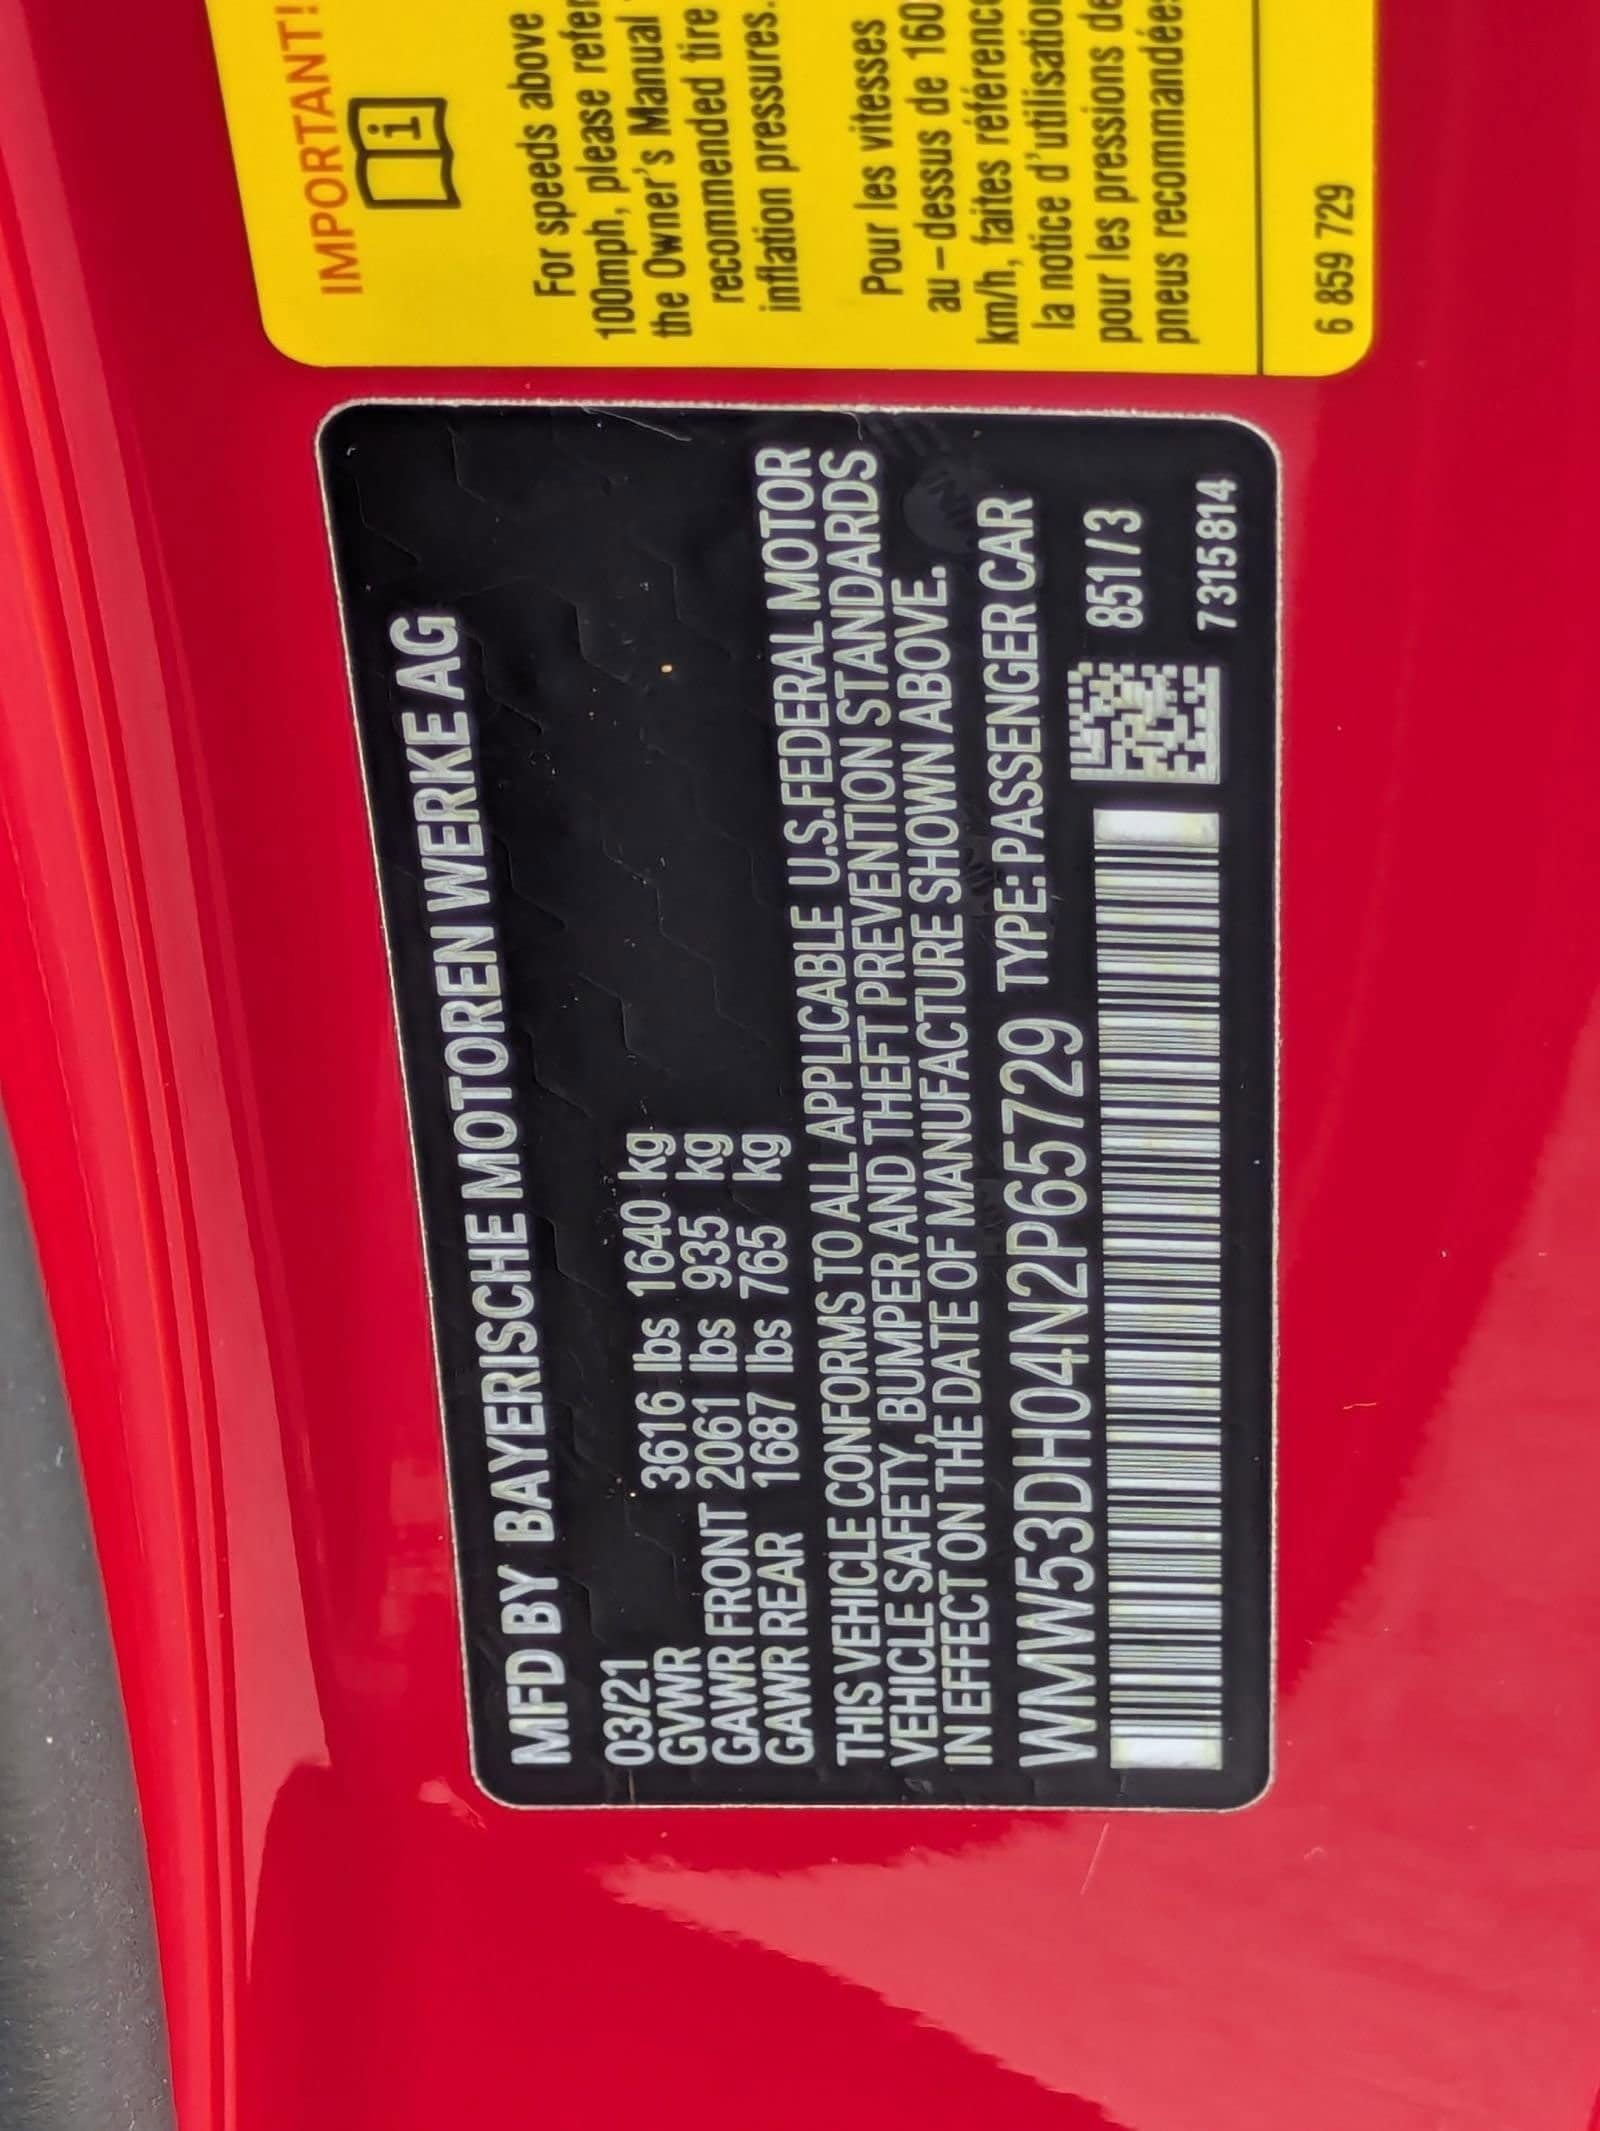 IMPORTANT!
i
For speeds above
100mph, please refer
the Owner's Manual
recommended tire
inflation pressures.
Pour les vitesses
au-dessus de 160
km/h, faites référence
la notice d'utilisation
pour les pressions de
pneus recommandées
6 859 729
MFD BY BAYERISCHE MOTOREN WERKE AG
03/21
GVWR 3616 lbs 1640 kg
GAWR FRONT 2061 lbs 935 kg
GAWR REAR 1687 lbs 765 kg
THIS VEHICLE CONFORMS TO ALL APPLICABLE U.S.FEDERAL MOTOR
VEHICLE SAFETY, BUMPER AND THEFT PREVENTION STANDARDS
IN EFFECT ON THE DATE OF MANUFACTURE SHOWN ABOVE.
WMW53DH04N2P65729 TYPE: PASSENGER CAR
851/3
7315814